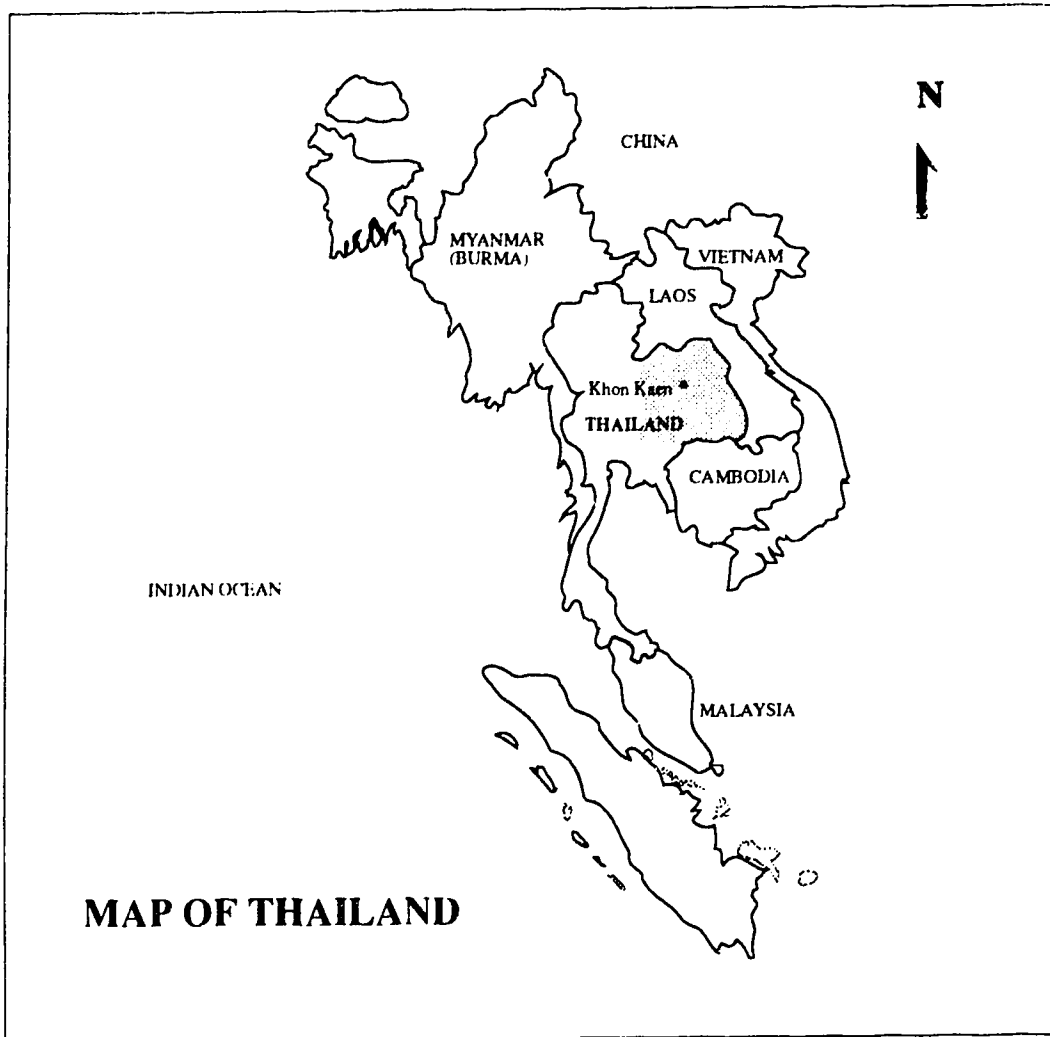 N
CHINA
MYANMAR
(BURMA)
VIETNAM
LAOS
Khon Kaen
THAILAND
CAMBODIA
INDIAN OCEAN
MALAYSIA
MAP OF THAILAND